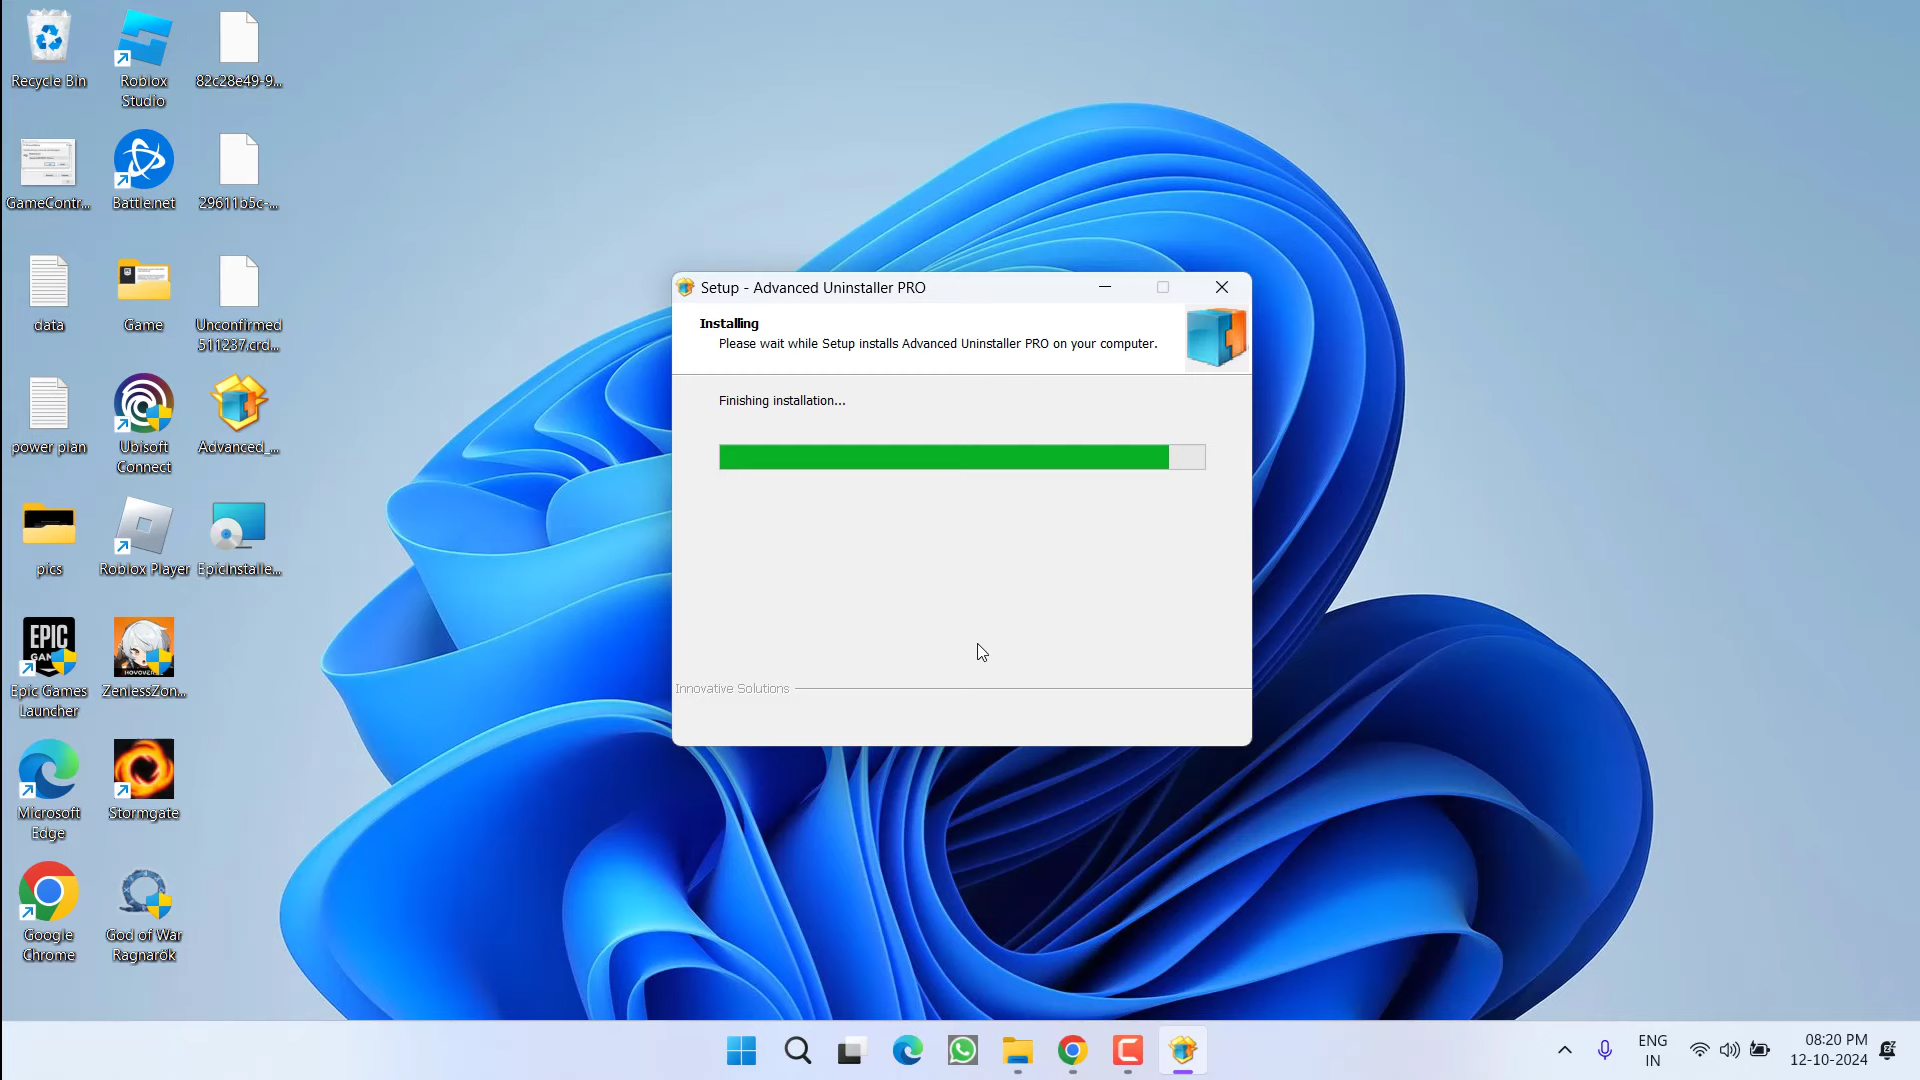 Recycle Bin
Roblox
Studio
82c28e49-9...
GameContr...
Battle.net
29611b5c-...
data
Game
Unconfirmed
511237.crd...
power plan
Ubisoft
Connect
Advanced_...
pics
Roblox Player
EpicInstalle...
EPIC
Epic Games
Launcher
HOYOVER
ZenlessZon...
Microsoft
Edge
Stormgate
Google
Chrome
God of War
Ragnarök
Setup - Advanced Uninstaller PRO
Installing
Please wait while Setup installs Advanced Uninstaller PRO on your computer.
Finishing installation...
Innovative Solutions
ENG
IN
08:20 PM
12-10-2024